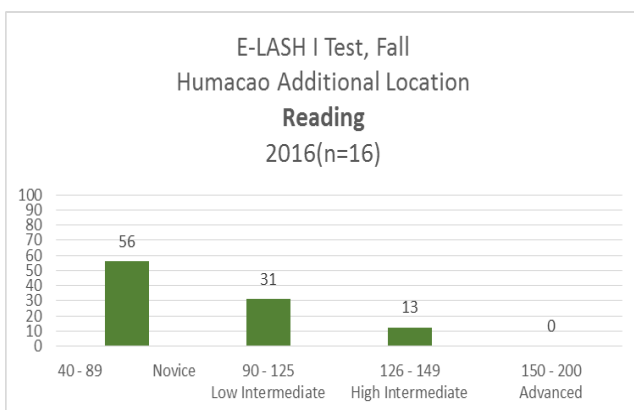 E-LASH I Test, Fall
Humacao Additional Location
Reading
2016(n=16)
100
90
80
70
60
50
40
30
20
10
0
56
31
13
0
40 - 89 Novice 90 - 125 126 - 149 150 - 200
Low Intermediate High Intermediate Advanced